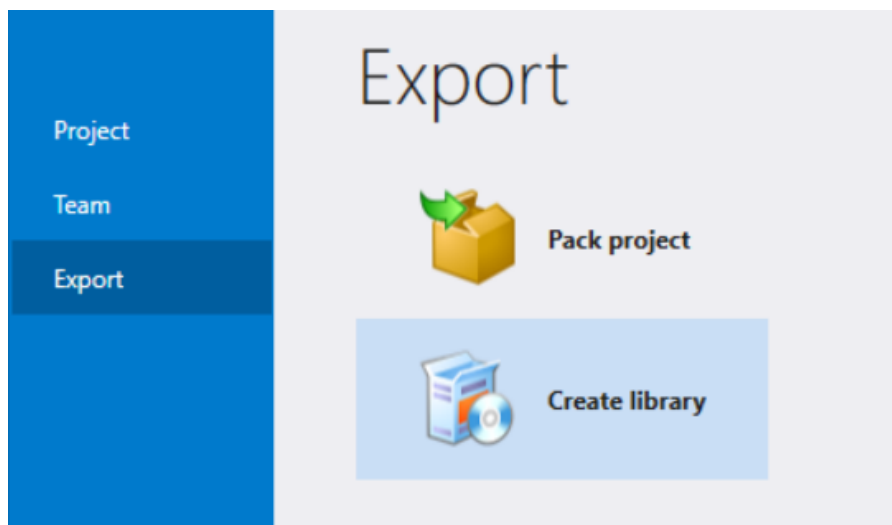 Project
Team
Export
Export
Pack project
Create library